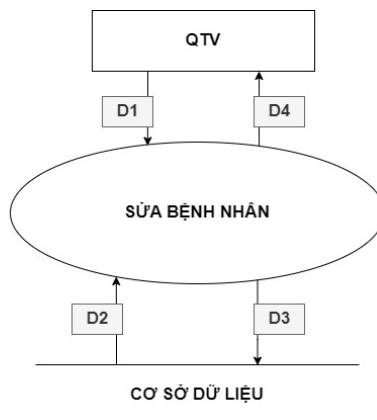 QTV
D1
D4
SỬA BỆNH NHÂN
D2
D3
CƠ SỞ DỮ LIỆU